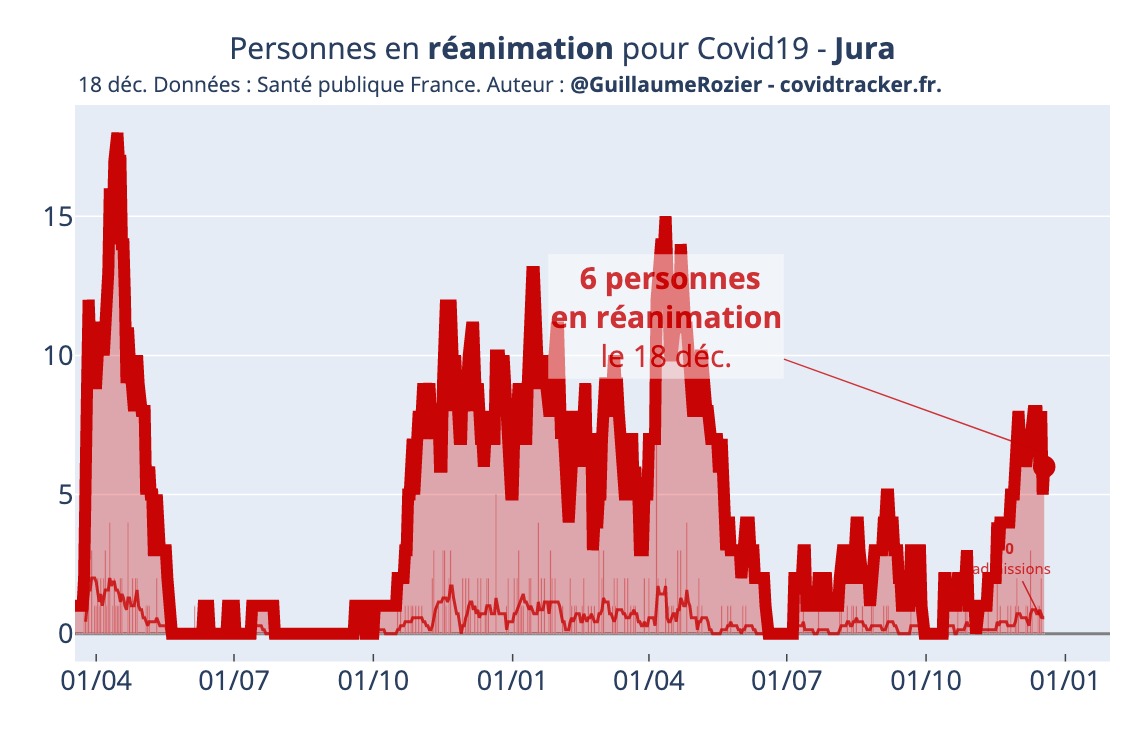 Personnes en réanimation pour Covid19 - Jura
18 déc. Données : Santé publique France. Auteur : @GuillaumeRozier - covidtracker.fr.
15
10
5
0
6 personnes
en réanimation
le 18 déc.
0
admissions
01/04 01/07 01/10 01/01 01/04 01/07 01/10 01/01